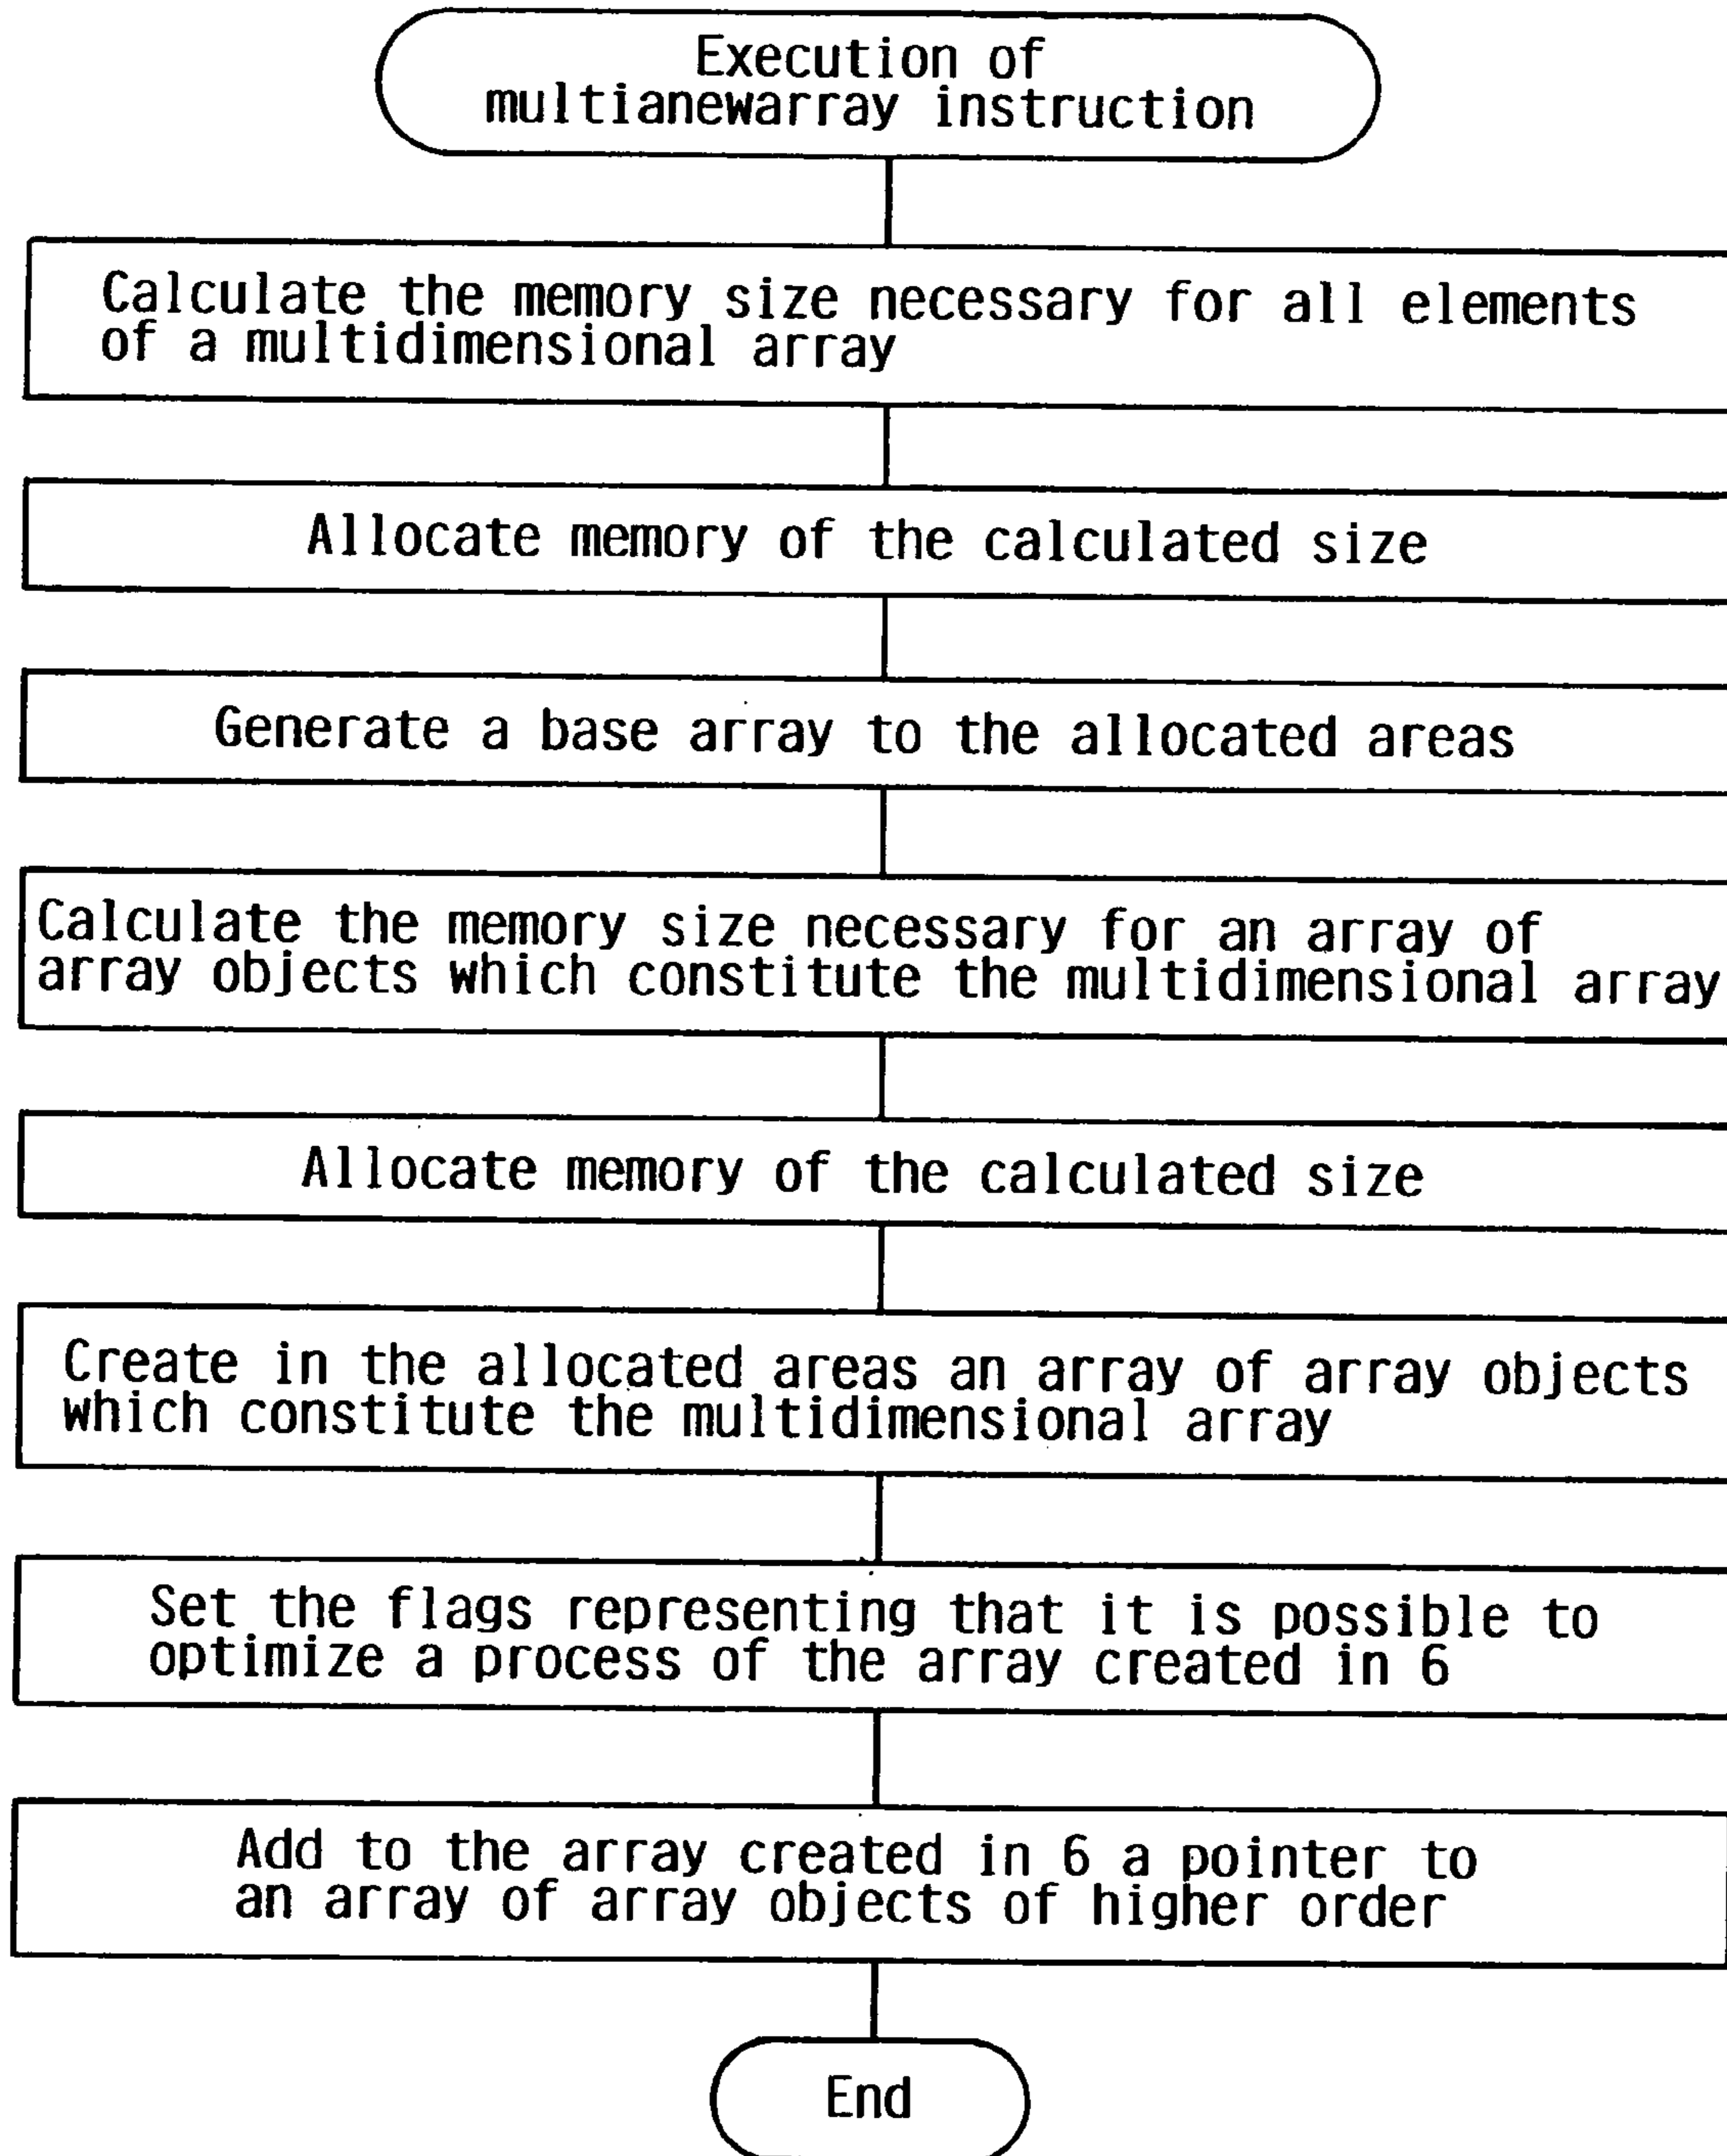 Execution of
multianewarray instruction
Calculate the memory size necessary for all elements
of a multidimensional array
Allocate memory of the calculated size
Generate a base array to the allocated areas
Calculate the memory size necessary for an array of
array objects which constitute the multidimensional array
Allocate memory of the calculated size
Create in the allocated areas an array of array objects
which constitute the multidimensional array
Set the flags representing that it is possible to
optimize a process of the array created in 6
Add to the array created in 6 a pointer to
an array of array objects of higher order
End